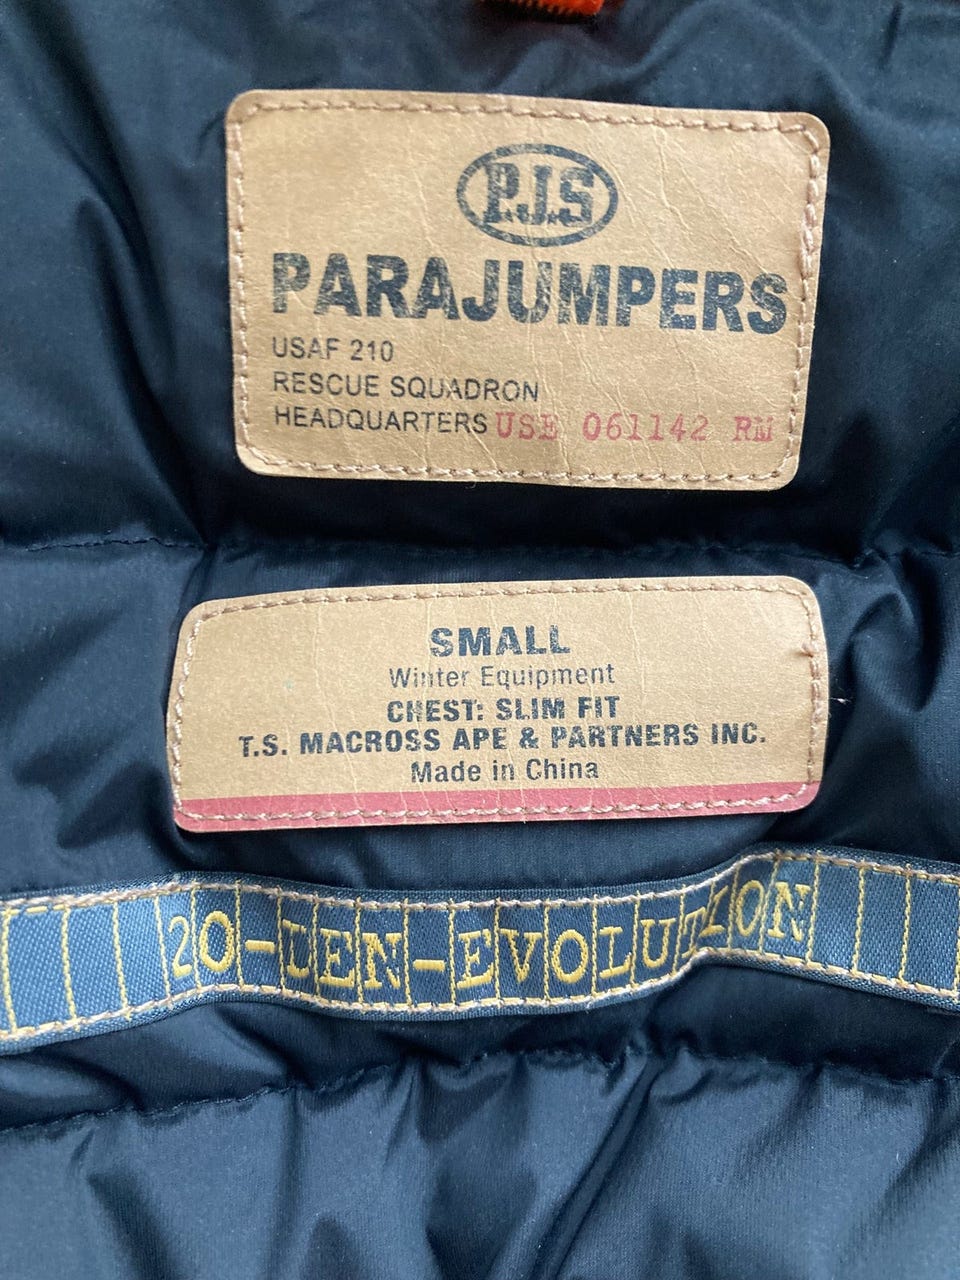 P.J.S
PARAJUMPERS
USAF 210
RESCUE SQUADRON
HEADQUARTERS USE 061142 RM
SMALL
Winter Equipment
CHEST: SLIM FIT
T.S. MACROSS APE & PARTNERS INC.
Made in China
20-DEN-EVOLUTION